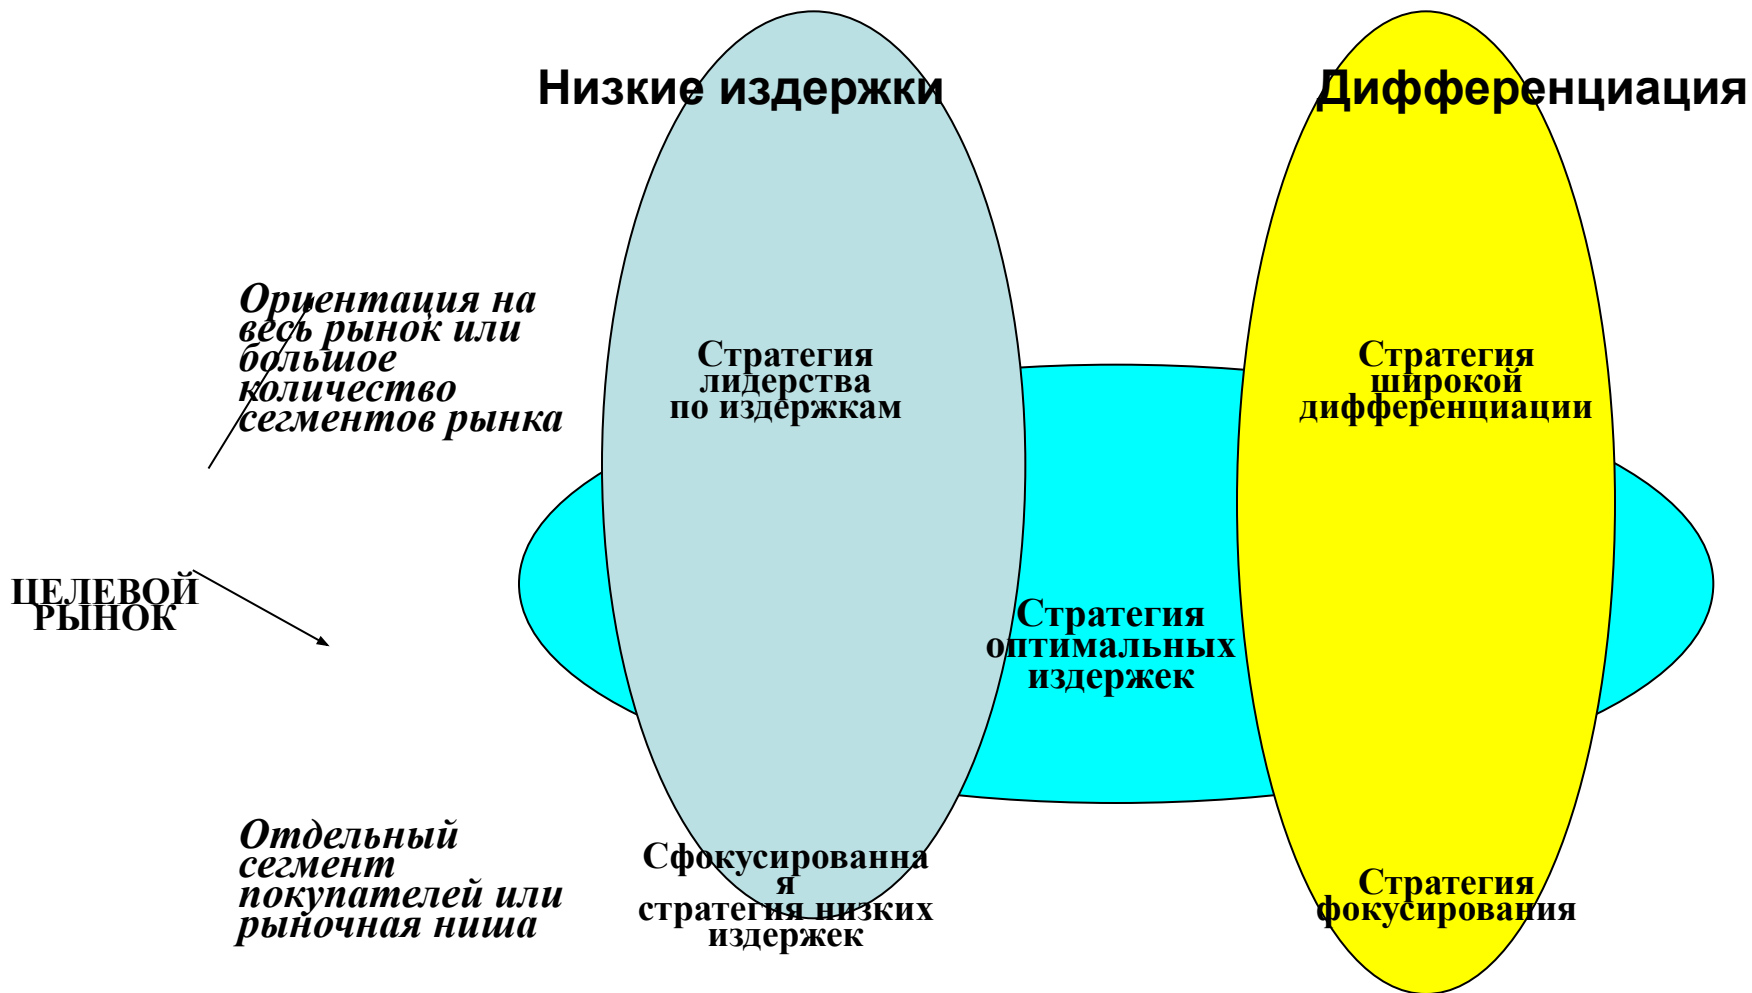 Низкие издержки
Дифференциация
Ориентация на
весь рынок или
большое
количество
сегментов рынка
Стратегия
лидерства
по издержкам
Стратегия
широкой
дифференциации
ЦЕЛЕВОЙ
РЫНОК
Стратегия
оптимальных
издержек
Отдельный
сегмент
покупателей или
рыночная ниша
Сфокусированна
я
стратегия низких
издержек
Стратегия
фокусирования